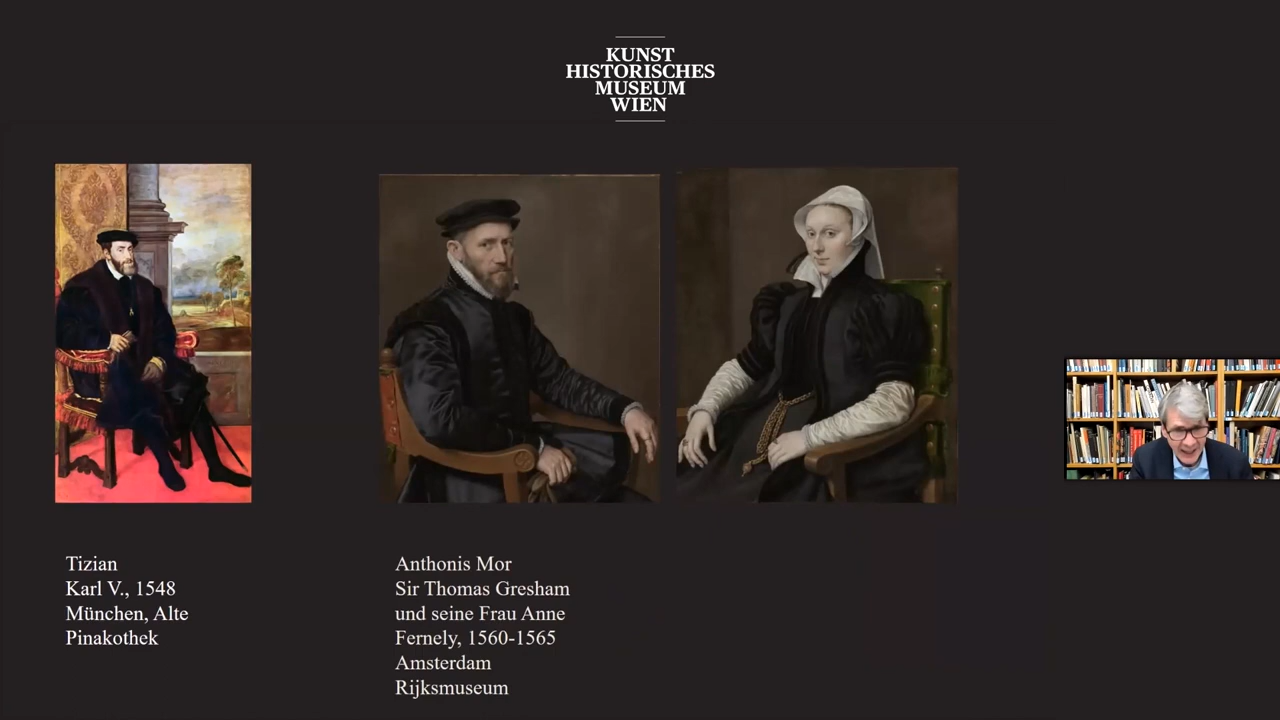 KUNST
HISTORISCHES
MUSEUM
WIEN
Tizian
Karl V., 1548
München, Alte
Pinakothek
Anthonis Mor
Sir Thomas Gresham
und seine Frau Anne
Fernely, 1560-1565
Amsterdam
Rijksmuseum